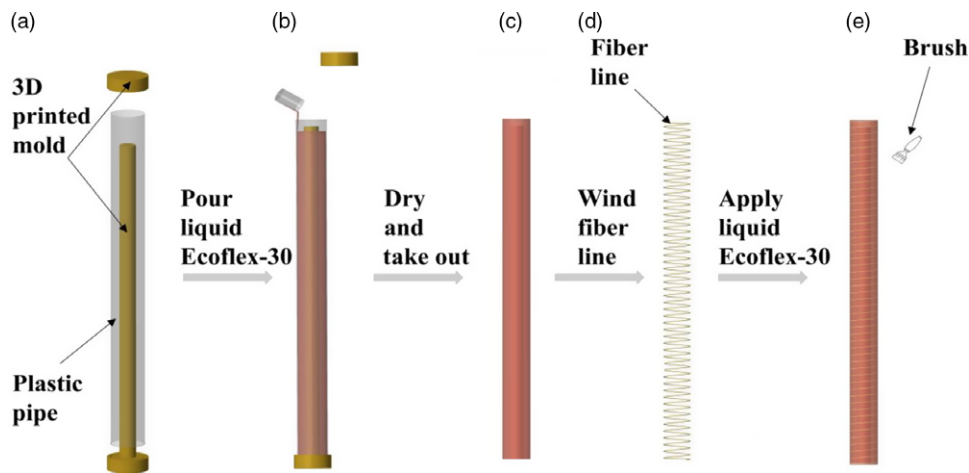 (a)
(b)
(c)
(d)
(e)
3D
printed
mold
Plastic
pipe
Pour
liquid
Ecoflex-30
Dry
and
take out
Wind
fiber
line
Fiber
line
Apply
liquid
Ecoflex-30
Brush